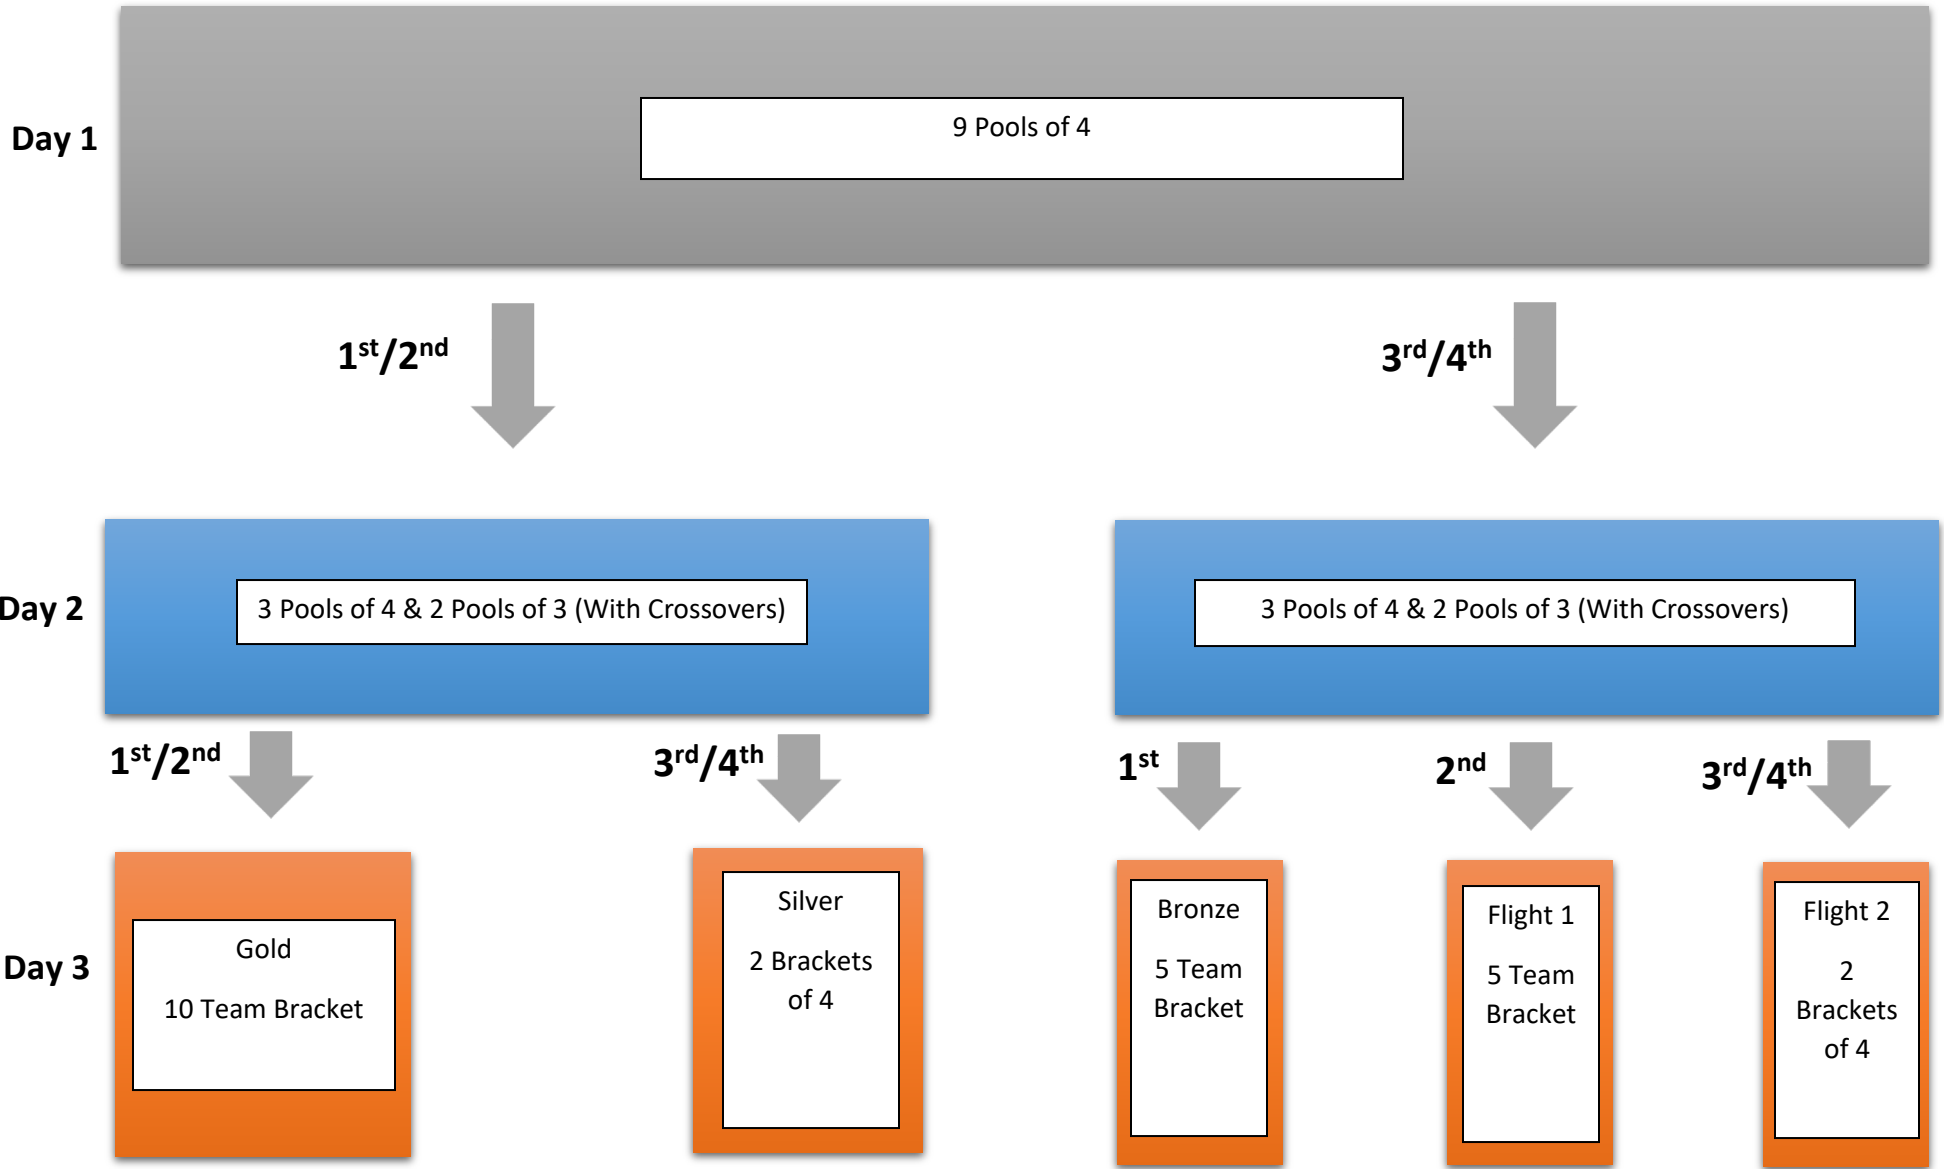 Day 1
9 Pools of 4
1st/2nd
3rd/4th
Day 2
3 Pools of 4 & 2 Pools of 3 (With Crossovers)
3 Pools of 4 & 2 Pools of 3 (With Crossovers)
1st/2nd
3rd/4th
1st
2nd
3rd/4th
Day 3
Gold
10 Team Bracket
Silver
2 Brackets
of 4
Bronze
5 Team
Bracket
Flight 1
5 Team
Bracket
Flight 2
2
Brackets
of 4